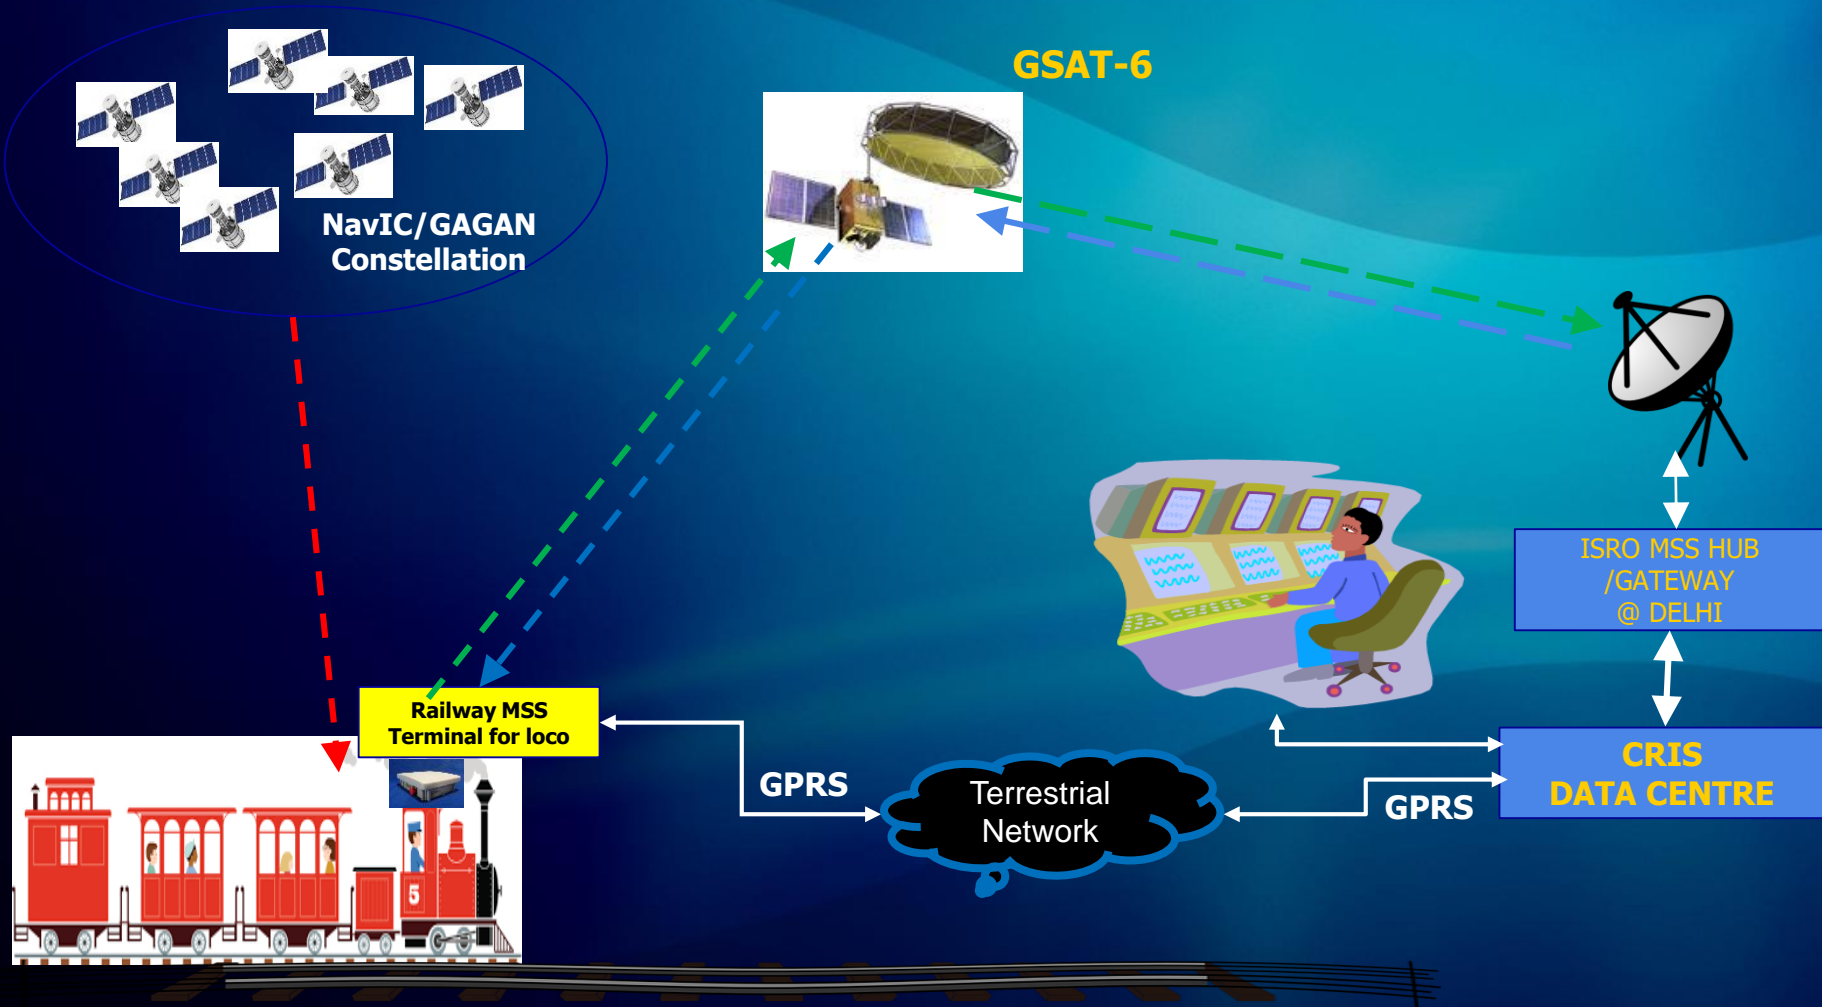 GSAT-6
NavIC/GAGAN
Constellation
ISRO MSS HUB
/GATEWAY
@ DELHI
Railway MSS
Terminal for loco
GPRS
Terrestrial
Network
GPRS
CRIS
DATA CENTRE
5